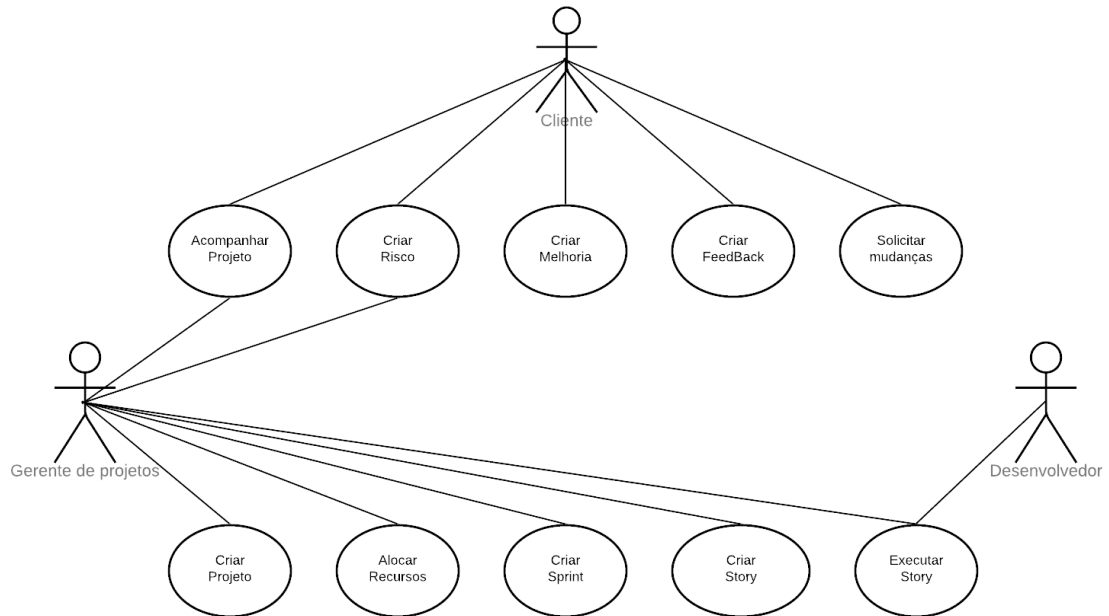 Cliente
Acompanhar
Projeto
Criar
Risco
Criar
Melhoria
Criar
FeedBack
Solicitar
mudanças
Gerente de projetos
Desenvolvedor
Criar
Projeto
Alocar
Recursos
Criar
Sprint
Criar
Story
Executar
Story